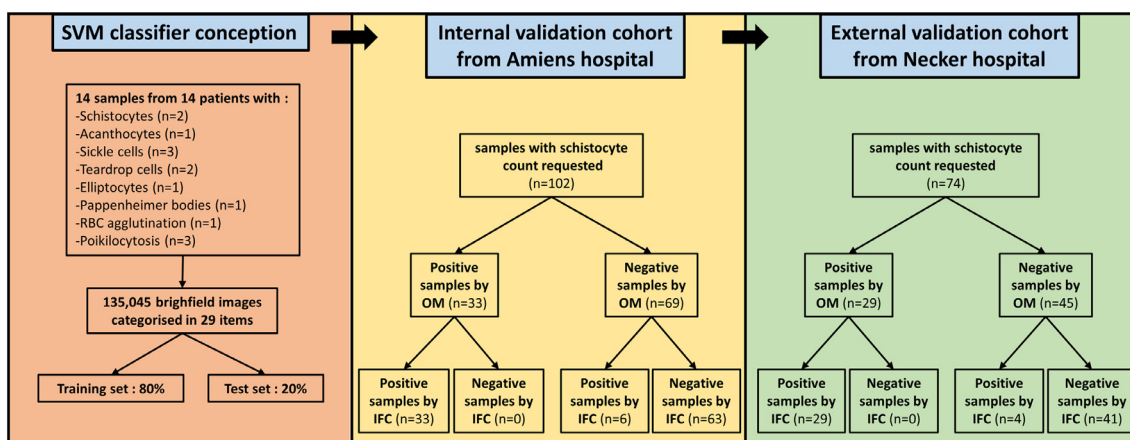 SVM classifier conception
14 samples from 14 patients with :
-Schistocytes (n=2)
-Acanthocytes (n=1)
-Sickle cells (n=3)
-Teardrop cells (n=2)
-Elliptocytes (n=1)
-Pappenheimer bodies (n=1)
-RBC agglutination (n=1)
-Poikilocytosis (n=3)
135,045 brighfield images
categorised in 29 items
Training set : 80%
Test set : 20%
Internal validation cohort
from Amiens hospital
samples with schistocyte
count requested
(n=102)
Positive
samples by
OM (n=33)
Negative
samples by
OM (n=69)
Positive
samples by
IFC (n=33)
Negative
samples by
IFC (n=0)
Positive
samples by
IFC (n=6)
Negative
samples by
IFC (n=63)
External validation cohort
from Necker hospital
samples with schistocyte
count requested
(n=74)
Positive
samples by
OM (n=29)
Negative
samples by
OM (n=45)
Positive
samples by
IFC (n=29)
Negative
samples by
IFC (n=0)
Positive
samples by
IFC (n=4)
Negative
samples by
IFC (n=41)